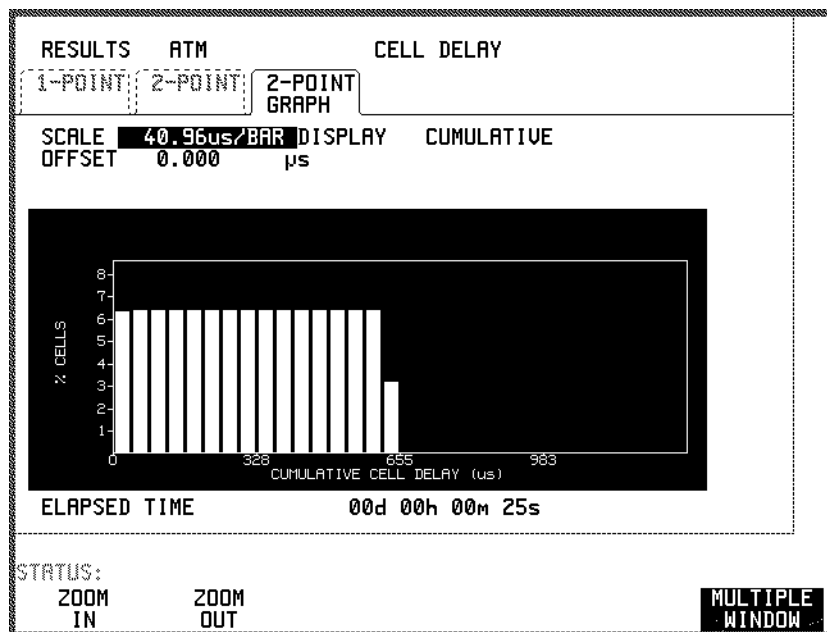 RESULTS ATM CELL DELAY
1-POINT 2-POINT 2-POINT
GRAPH
SCALE 40.96us/BAR DISPLAY CUMULATIVE
OFFSET 0.000 µs
8
7
6
5
4
3
2
1
% CELLS
0 328 655 983
CUMULATIVE CELL DELAY (us)
ELAPSED TIME 00d 00h 00m 25s
STATUS:
ZOOM ZOOM MULTIPLE
IN OUT WINDOW